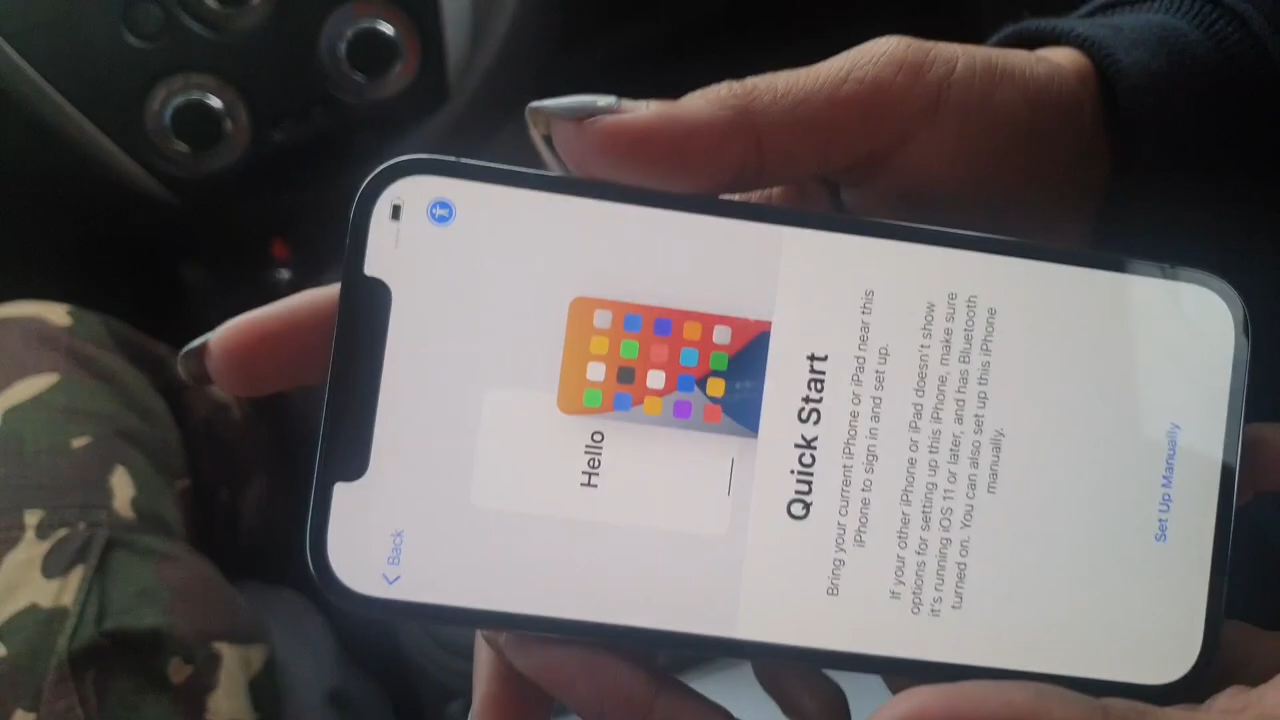 Back
Hello
Quick Start
Bring your current iPhone or iPad near this
iPhone to sign in and set up.
If your other iPhone or iPad doesn't show
options for setting up this iPhone, make sure
it's running iOS 11 or later, and has Bluetooth
turned on. You can also set up this iPhone
manually.
Set Up Manually